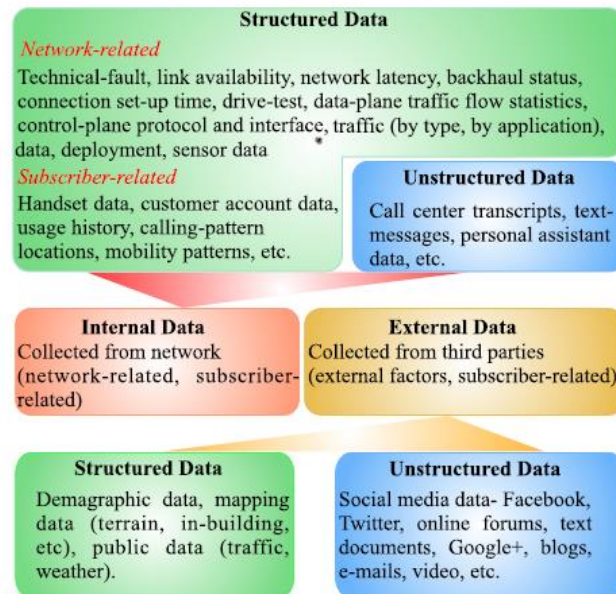 Structured Data
Network-related
Technical-fault, link availability, network latency, backhaul status,
connection set-up time, drive-test, data-plane traffic flow statistics,
control-plane protocol and interface, traffic (by type, by application),
data, deployment, sensor data
Subscriber-related
Handset data, customer account data,
usage history, calling-pattern
locations, mobility patterns, etc.
Unstructured Data
Call center transcripts, text-
messages, personal assistant
data, etc.
Internal Data
Collected from network
(network-related, subscriber-
related)
External Data
Collected from third parties
(external factors, subscriber-related)
Structured Data
Demagraphic data, mapping
data (terrain, in-building,
etc), public data (traffic,
weather).
Unstructured Data
Social media data- Facebook,
Twitter, online forums, text
documents, Google+, blogs,
e-mails, video, etc.